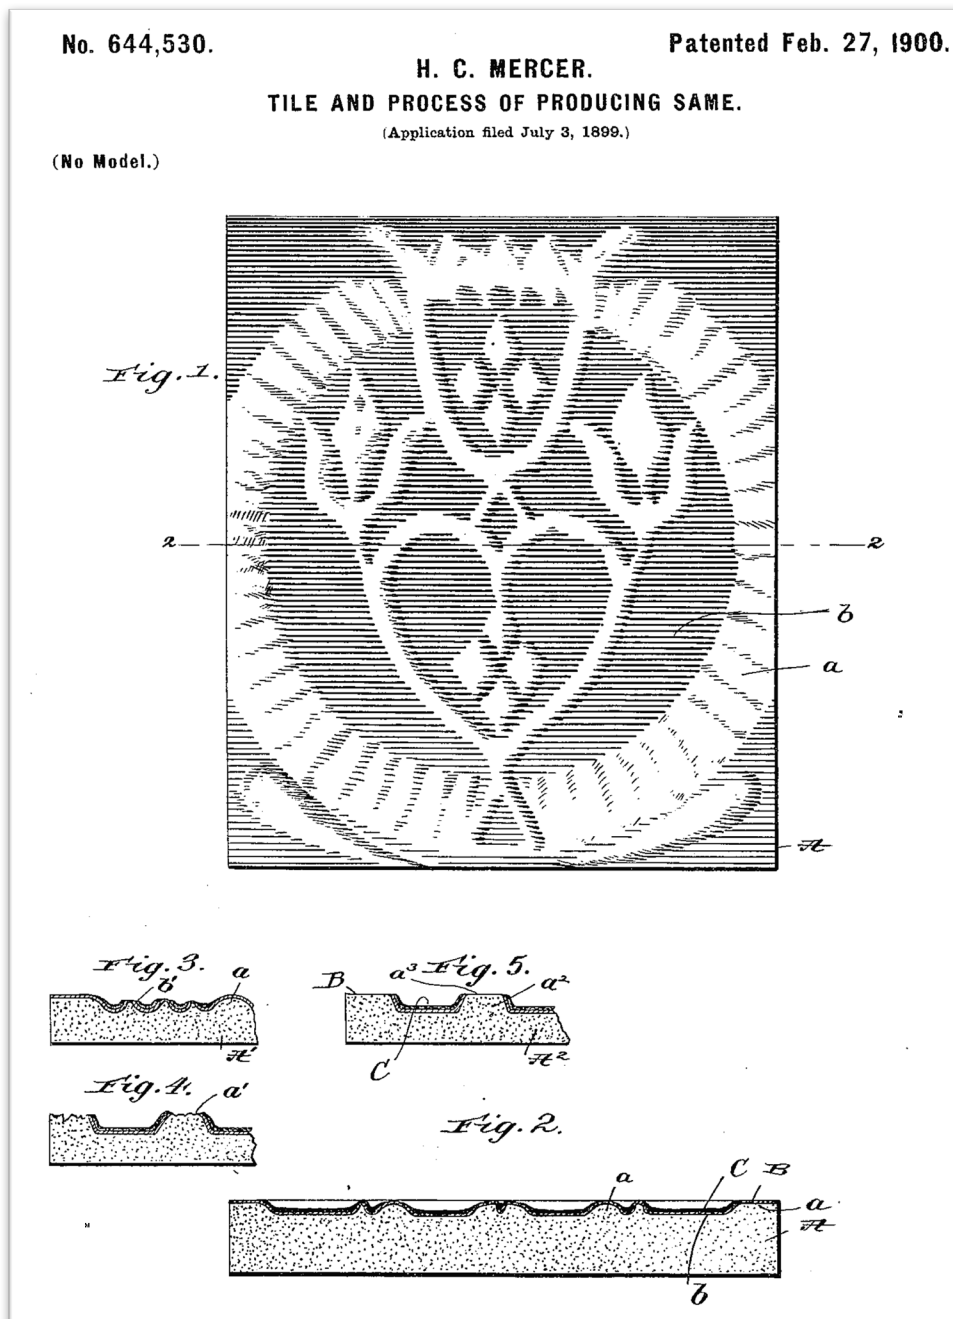 No. 644,530.
Patented Feb. 27, 1900.
H. C. MERCER.
TILE AND PROCESS OF PRODUCING SAME.
(Application filed July 3, 1899.)
(No Model.)
Fig. 1.
2 2
b
a
A
Fig. 3.
b'
a
A'
Fig. 5.
B
a³
a²
C
A²
Fig. 4.
a'
Fig. 2.
a
C B
a
A
b